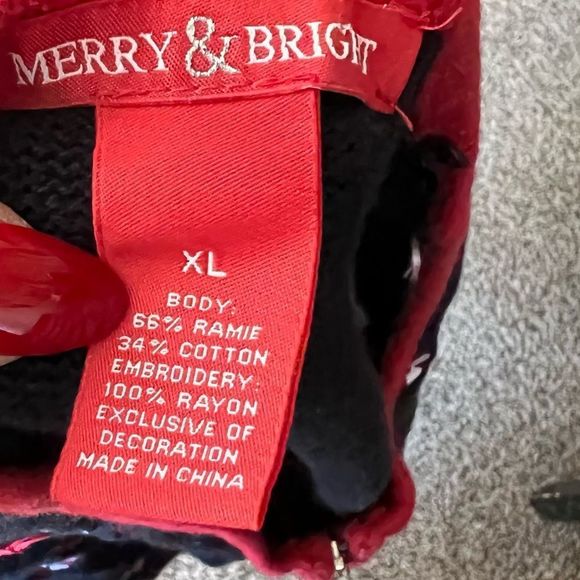 MERRY & BRIGHT
XL
BODY:
66% RAMIE
34% COTTON
EMBROIDERY:
100% RAYON
EXCLUSIVE OF
DECORATION
MADE IN CHINA